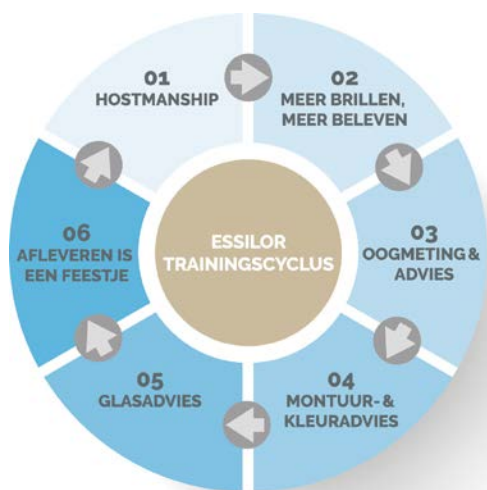 01
HOSTMANSHIP
02
MEER BRILLEN,
MEER BELEVEN
03
OOGMETING &
ADVIES
04
MONTUUR- &
KLEURADVIES
05
GLASADVIES
06
AFLEVEREN IS
EEN FEESTJE
ESSILOR
TRAININGSCYCLUS